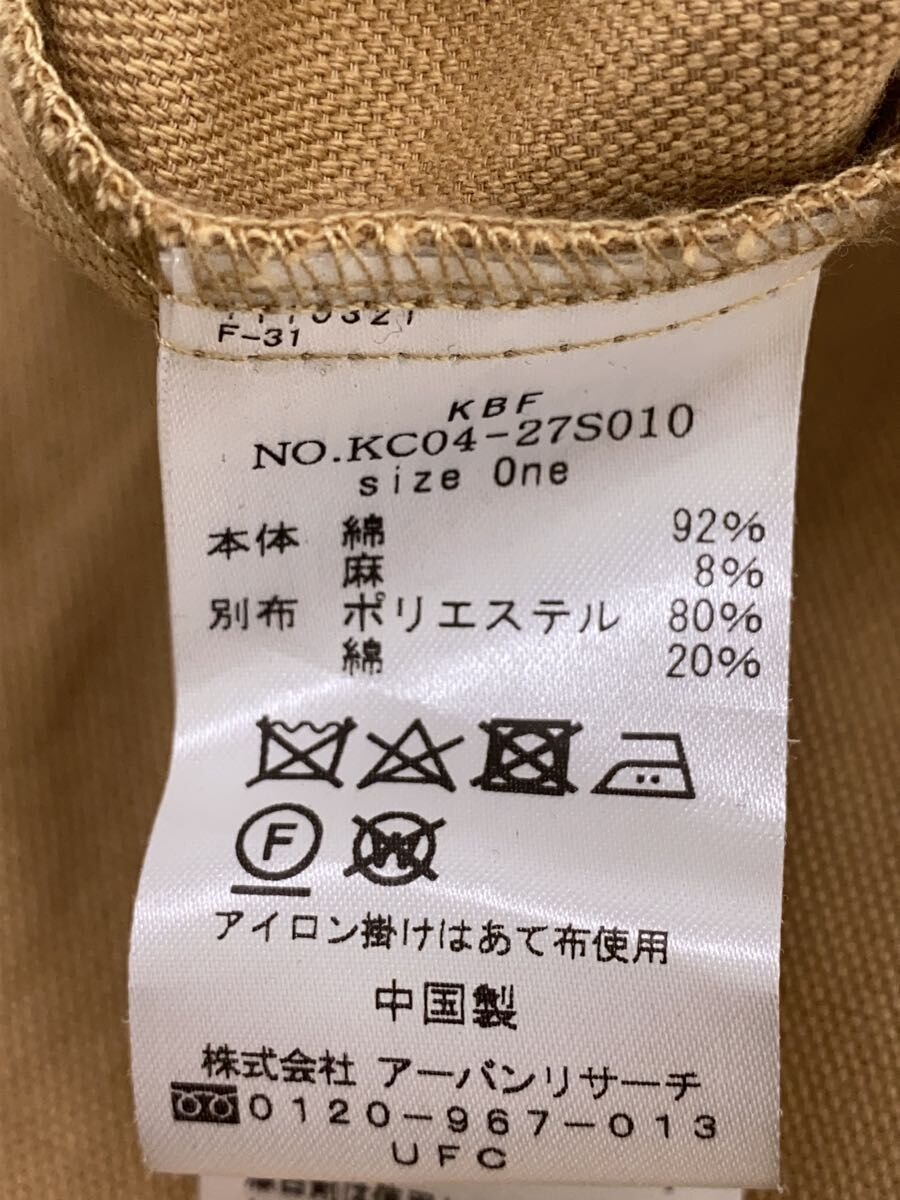 F-31
KBF
NO.KC04-27S010
size One
本体 綿 92%
麻 8%
別布 ポリエステル 80%
綿 20%
F
W
アイロン掛けはあて布使用
中国製
株式会社 アーバンリサーチ
0120-967-013
UFC